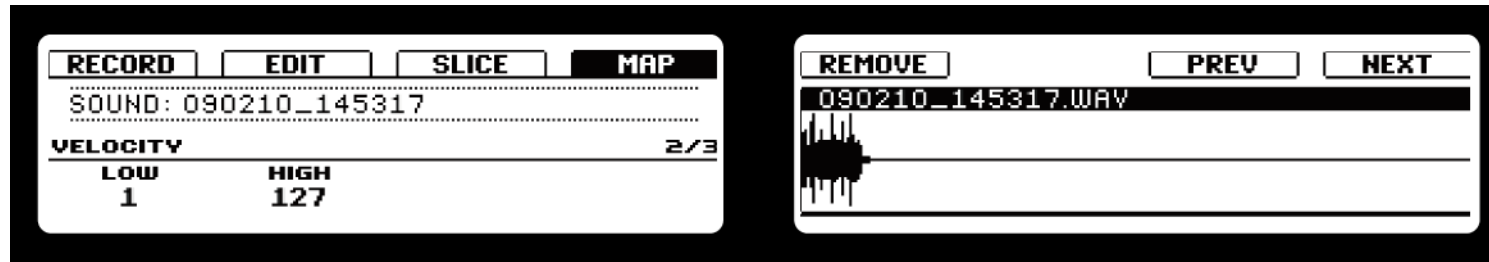 RECORD EDIT SLICE MAP
SOUND: 090210_145317
VELOCITY 2/3
LOW HIGH
1 127
REMOVE PREV NEXT
090210_145317.WAV